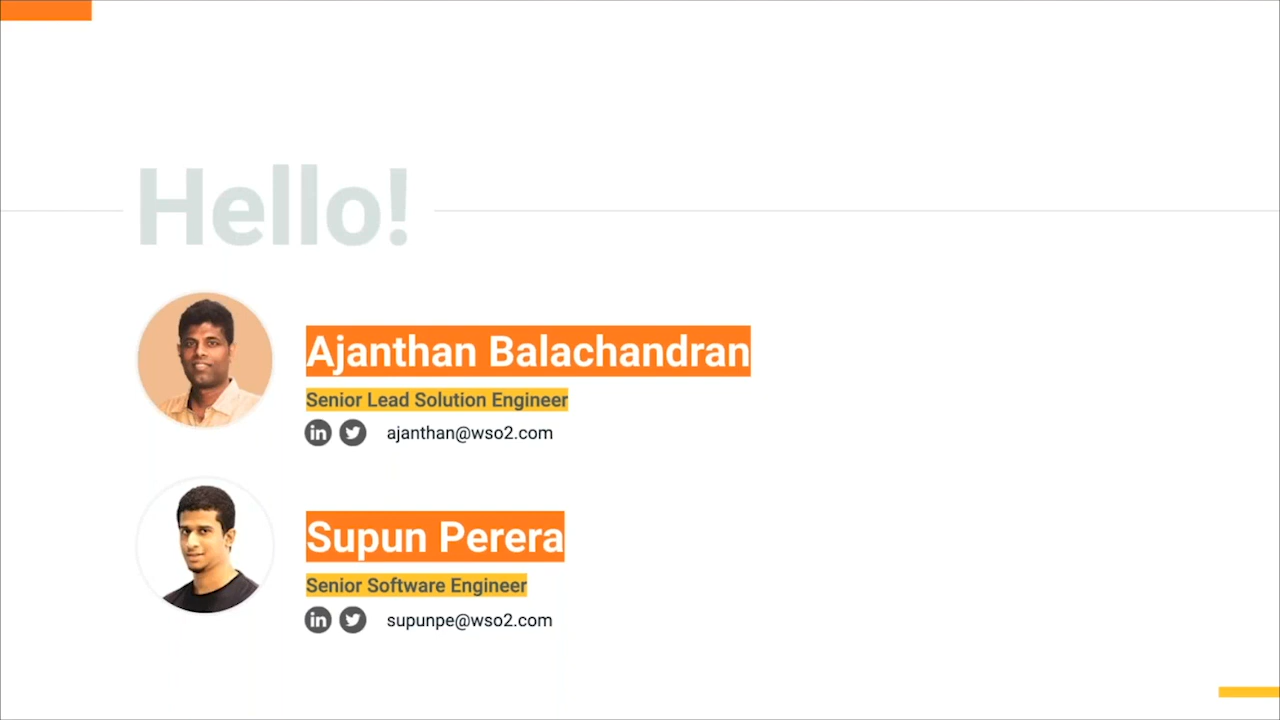 Hello!
Ajanthan Balachandran
Senior Lead Solution Engineer
ajanthan@wso2.com
Supun Perera
Senior Software Engineer
supunpe@wso2.com